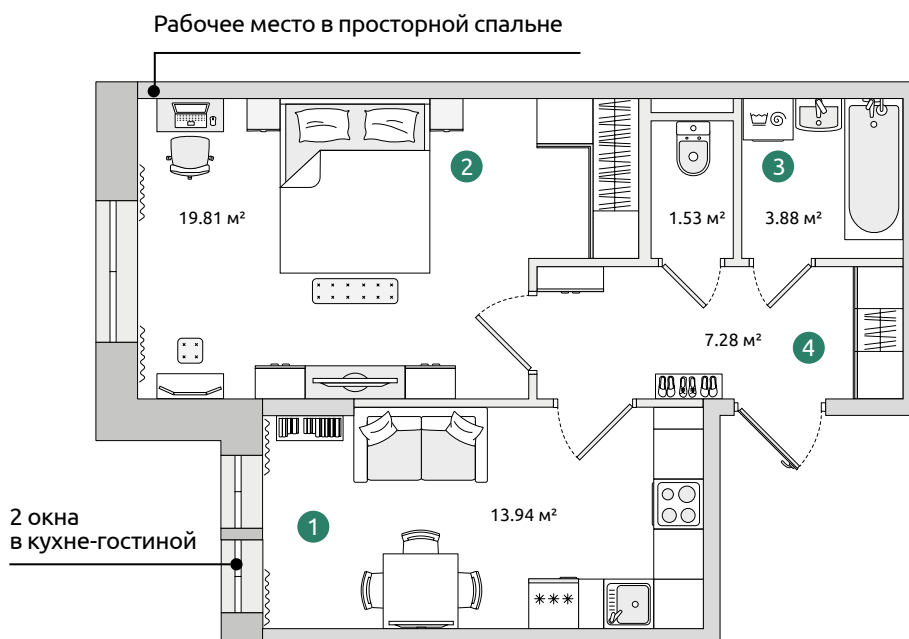 Рабочее место в просторной спальне
2
3
19.81 м²
1.53 м²
3.88 м²
7.28 м²
4
2 окна
в кухне-гостиной
1
13.94 м²